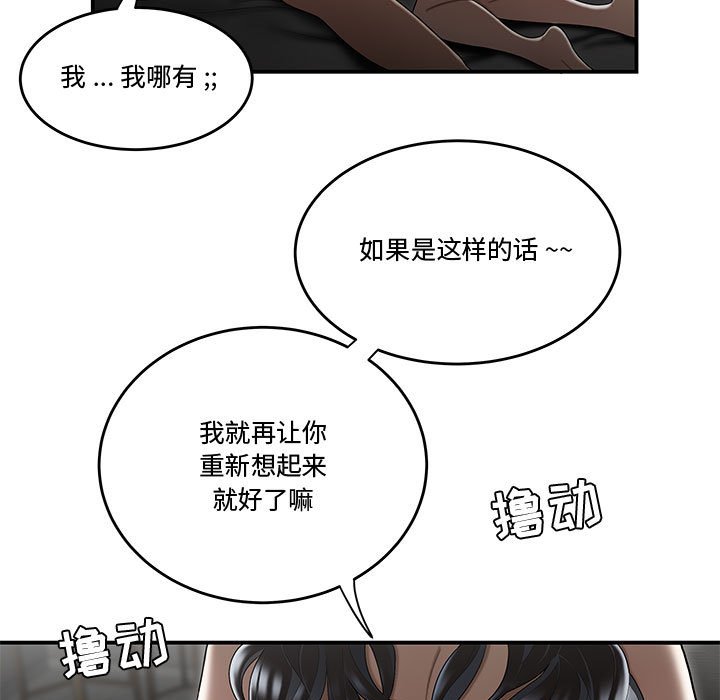 我...我哪有;;
如果是这样的话~~
我就再让你
重新想起来
就好了嘛
撸动
撸动